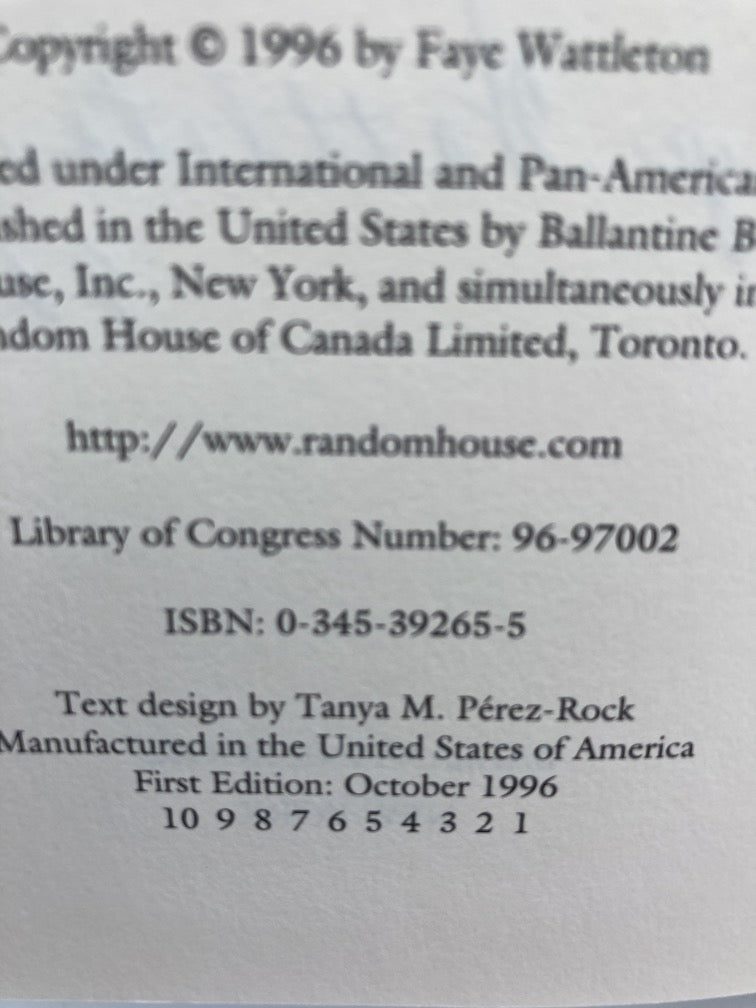 Copyright © 1996 by Faye Wattleton
ed under International and Pan-America
shed in the United States by Ballantine B
use, Inc., New York, and simultaneously in
ndom House of Canada Limited, Toronto.
http://www.randomhouse.com
Library of Congress Number: 96-97002
ISBN: 0-345-39265-5
Text design by Tanya M. Pérez-Rock
Manufactured in the United States of America
First Edition: October 1996
10 9 8 7 6 5 4 3 2 1